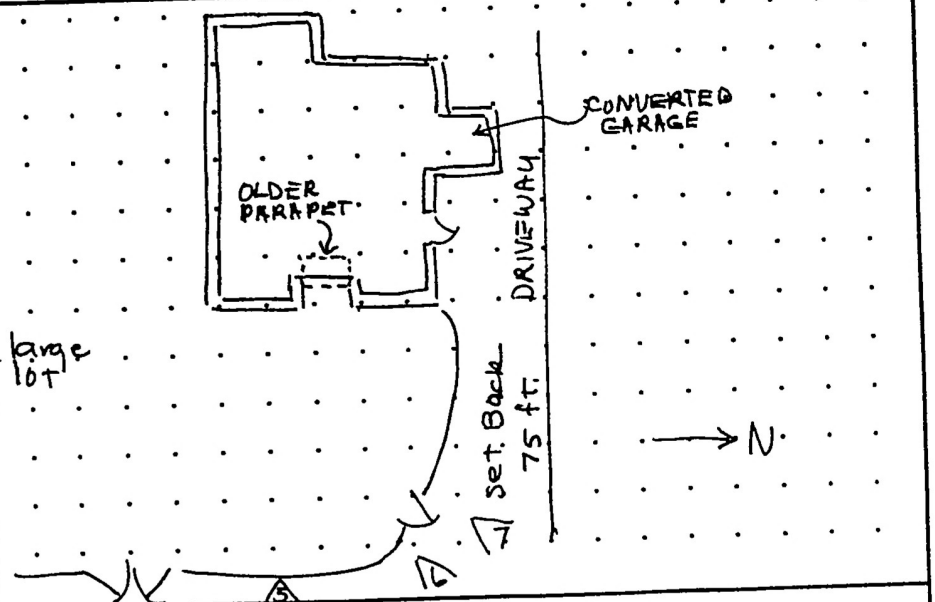 CONVERTED
GARAGE
OLDER
PARAPET
DRIVEWAY
large
lot
set. Back
75 ft.
N
7
6
5